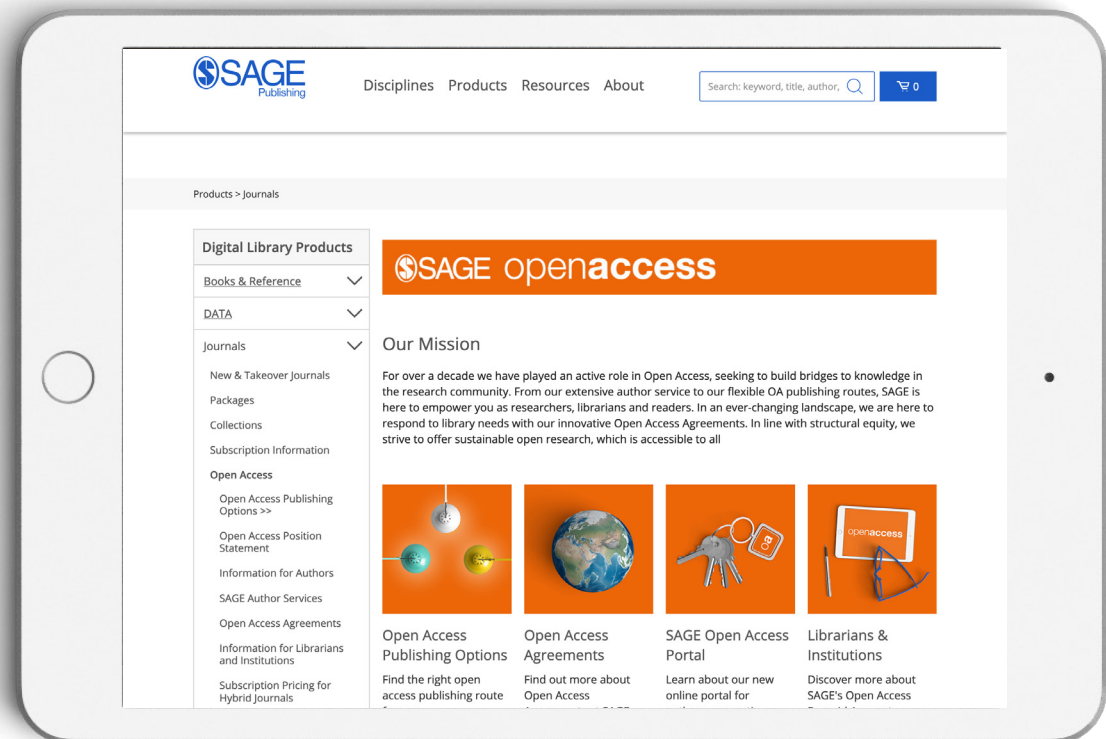 SAGE
Publishing
Disciplines Products Resources About
Search: keyword, title, author,
0
Products > Journals
Digital Library Products
Books & Reference
DATA
Journals
New & Takeover Journals
Packages
Collections
Subscription Information
Open Access
Open Access Publishing
Options >>
Open Access Position
Statement
Information for Authors
SAGE Author Services
Open Access Agreements
Information for Librarians
and Institutions
Subscription Pricing for
Hybrid Journals
SAGE openaccess
Our Mission
For over a decade we have played an active role in Open Access, seeking to build bridges to knowledge in
the research community. From our extensive author service to our flexible OA publishing routes, SAGE is
here to empower you as researchers, librarians and readers. In an ever-changing landscape, we are here to
respond to library needs with our innovative Open Access Agreements. In line with structural equity, we
strive to offer sustainable open research, which is accessible to all
oa
openaccess
Open Access
Publishing Options
Find the right open
access publishing route
Open Access
Agreements
Find out more about
Open Access
SAGE Open Access
Portal
Learn about our new
online portal for
Librarians &
Institutions
Discover more about
SAGE's Open Access